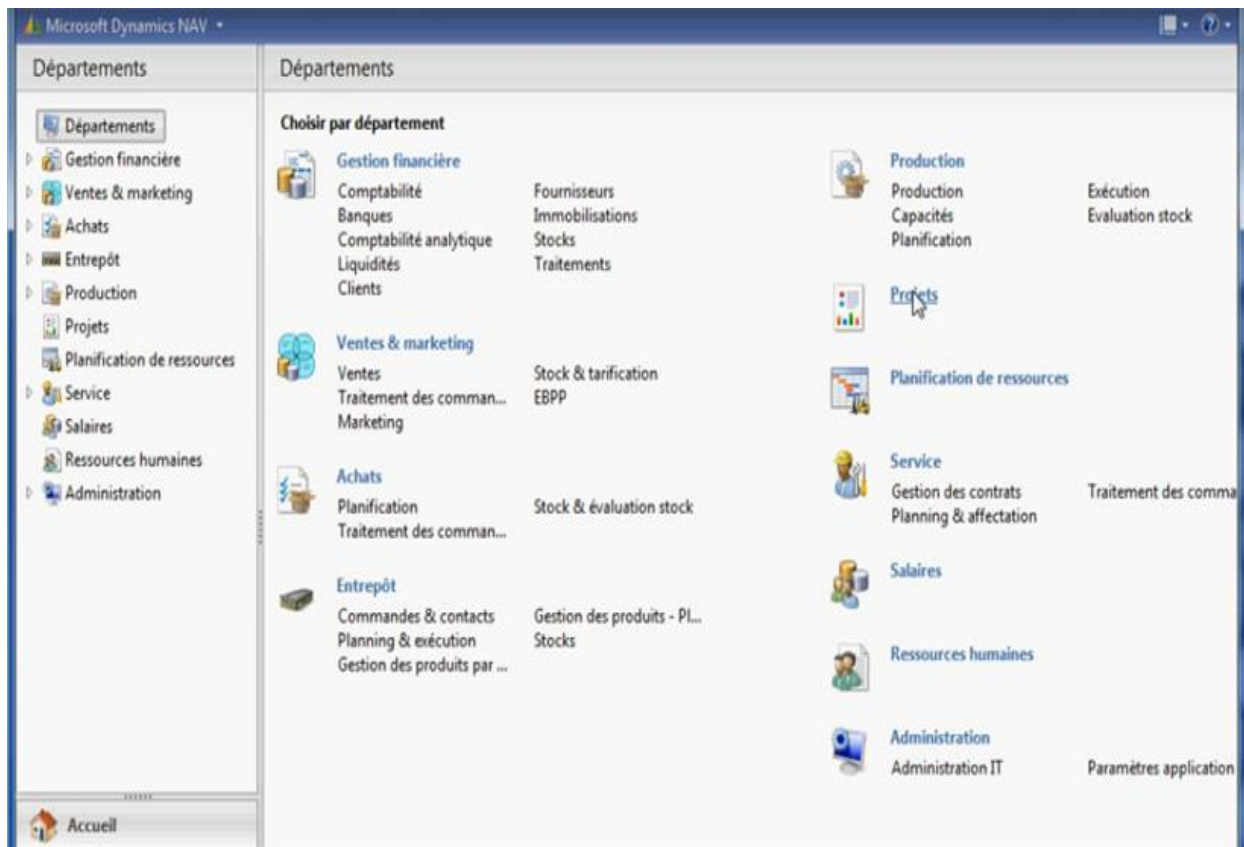 Microsoft Dynamics NAV
Départements
Départements
Gestion financière
Ventes & marketing
Achats
Entrepôt
Production
Projets
Planification de ressources
Service
Salaires
Ressources humaines
Administration
Accueil
Départements
Choisir par département
Gestion financière
Comptabilité Fournisseurs
Banques Immobilisations
Comptabilité analytique Stocks
Liquidités Traitements
Clients
Ventes & marketing
Ventes Stock & tarification
Traitement des comman... EBPP
Marketing
Achats
Planification Stock & évaluation stock
Traitement des comman...
Entrepôt
Commandes & contacts Gestion des produits - Pl...
Planning & exécution Stocks
Gestion des produits par ...
Production
Production Exécution
Capacités Evaluation stock
Planification
Projets
Planification de ressources
Service
Gestion des contrats Traitement des comma
Planning & affectation
Salaires
Ressources humaines
Administration
Administration IT Paramètres application